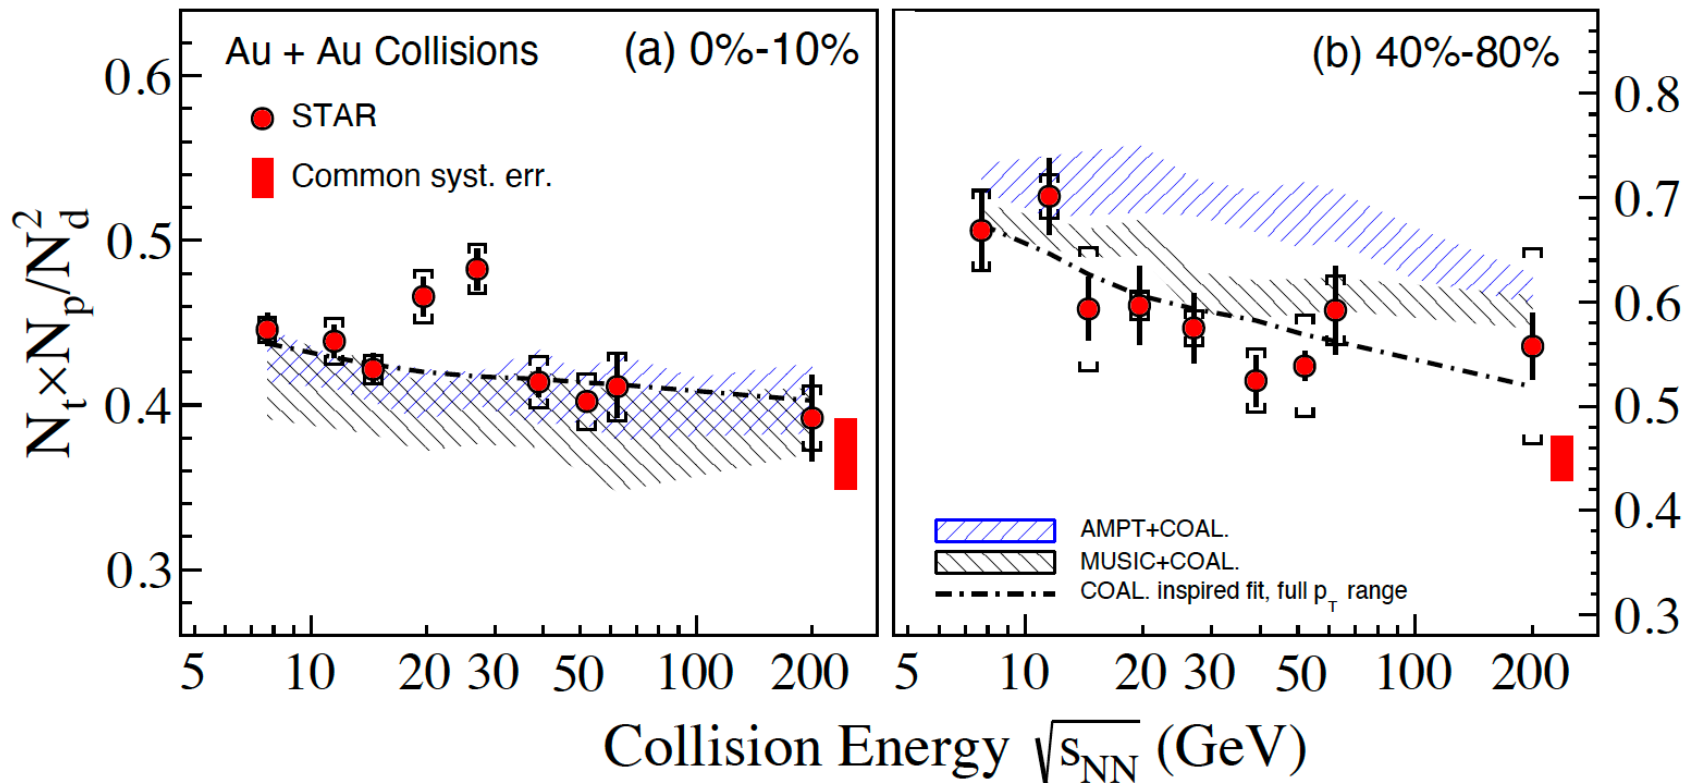 Au + Au Collisions
(a) 0%-10%
STAR
Common syst. err.
0.6
0.5
0.4
0.3
N_t×N_p/N_d^2
5 10 20 30 50 100 200
(b) 40%-80%
AMPT+COAL.
MUSIC+COAL.
COAL. inspired fit, full p_T range
0.8
0.7
0.6
0.5
0.4
0.3
5 10 20 30 50 100 200
Collision Energy √s_NN (GeV)